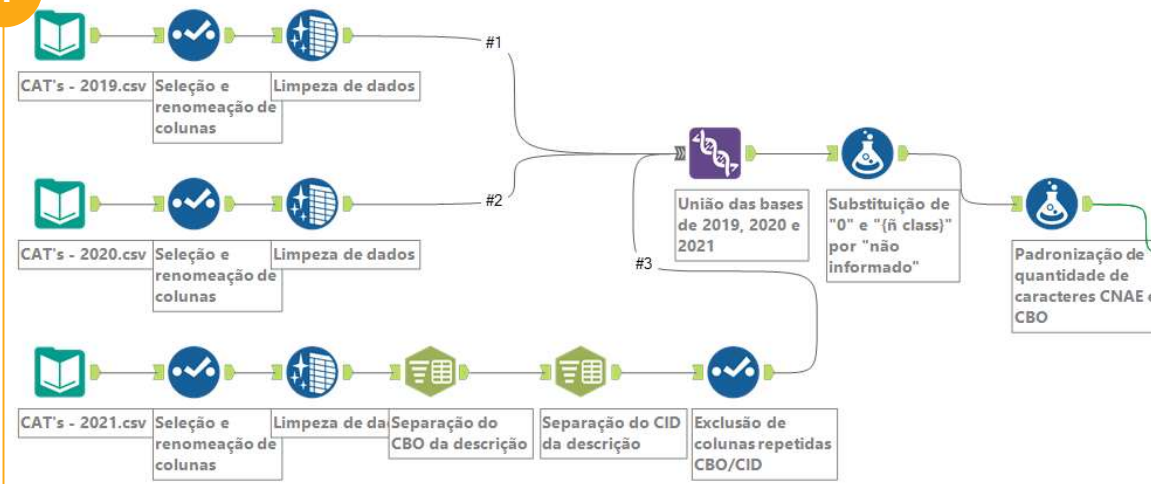 #1
CAT's - 2019.csv
Seleção e
renomeação de
colunas
Limpeza de dados
#2
CAT's - 2020.csv
Seleção e
renomeação de
colunas
Limpeza de dados
União das bases
de 2019, 2020 e
2021
Substituição de
"0" e "{ñ class}"
por "não
informado"
#3
Padronização de
quantidade de
caracteres CNAE e
CBO
CAT's - 2021.csv
Seleção e
renomeação de
colunas
Limpeza de da
Separação do
CBO da descrição
Separação do CID
da descrição
Exclusão de
colunas repetidas
CBO/CID